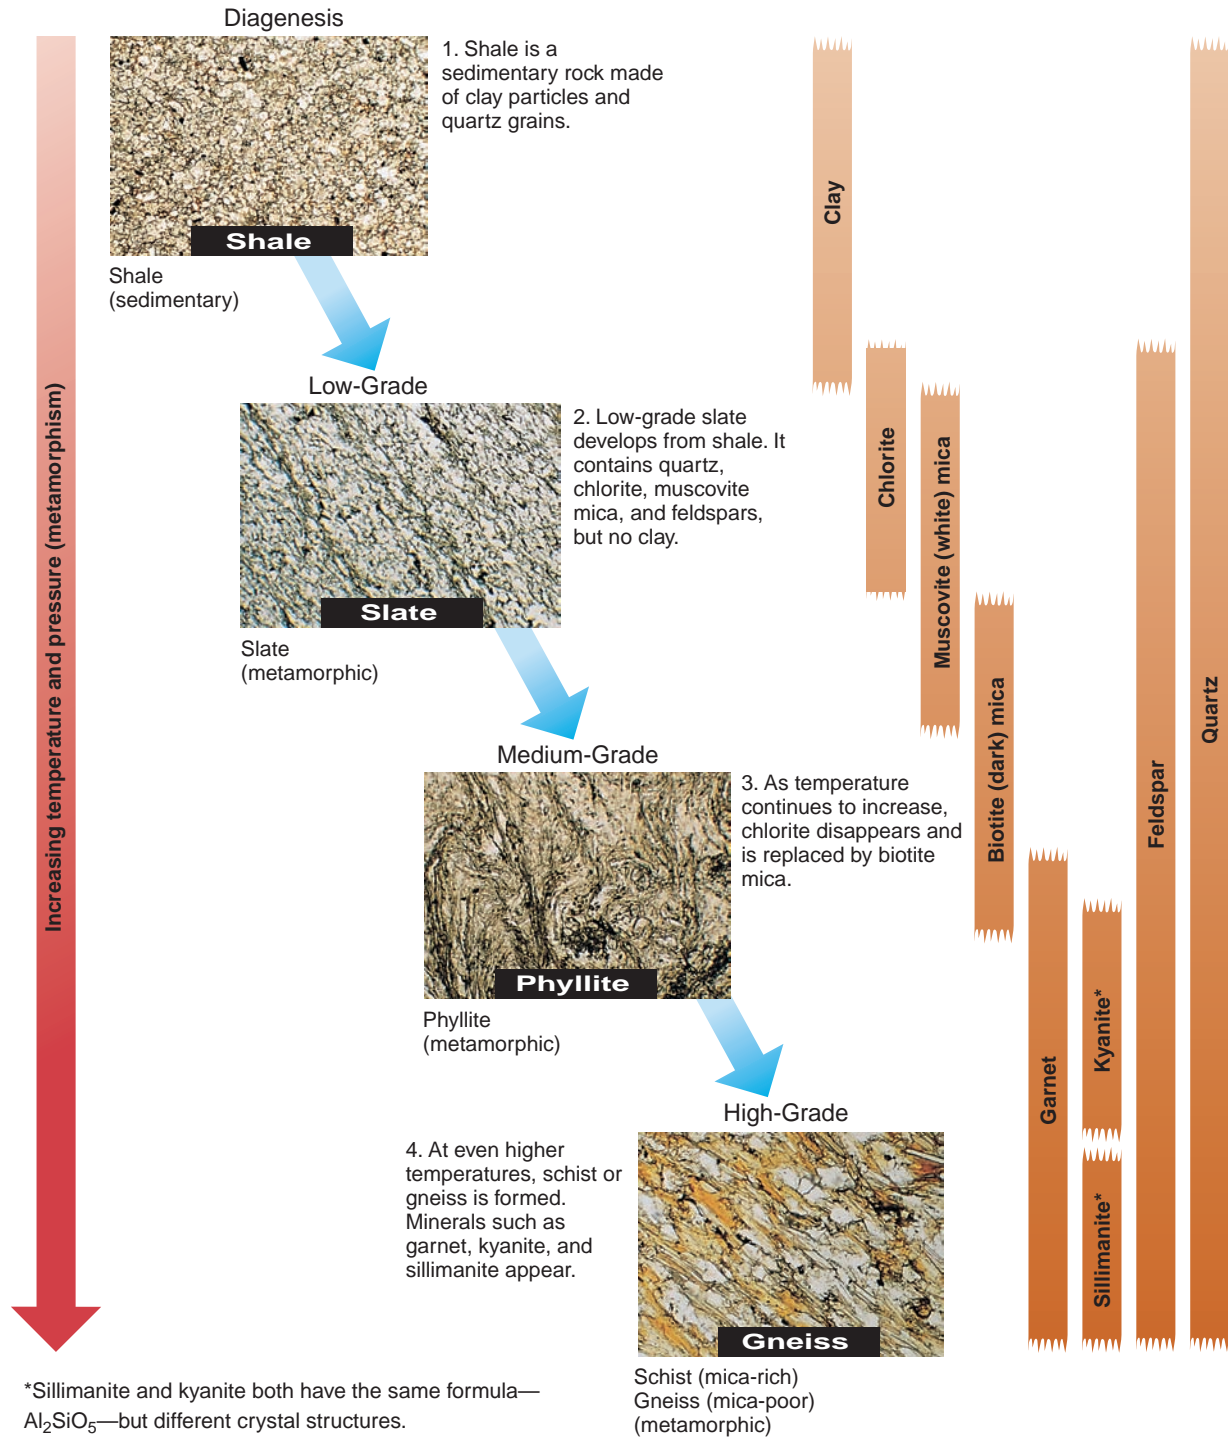 Diagenesis
1. Shale is a
sedimentary rock made
of clay particles and
quartz grains.
Shale
Shale
(sedimentary)
Low-Grade
2. Low-grade slate
develops from shale. It
contains quartz,
chlorite, muscovite
mica, and feldspars,
but no clay.
Slate
Slate
(metamorphic)
Medium-Grade
3. As temperature
continues to increase,
chlorite disappears and
is replaced by biotite
mica.
Phyllite
Phyllite
(metamorphic)
High-Grade
4. At even higher
temperatures, schist or
gneiss is formed.
Minerals such as
garnet, kyanite, and
sillimanite appear.
Gneiss
Schist (mica-rich)
Gneiss (mica-poor)
(metamorphic)
Increasing temperature and pressure (metamorphism)
Clay
Chlorite
Muscovite (white) mica
Biotite (dark) mica
Garnet
Kyanite*
Sillimanite*
Feldspar
Quartz
*Sillimanite and kyanite both have the same formula—
Al₂SiO₅—but different crystal structures.